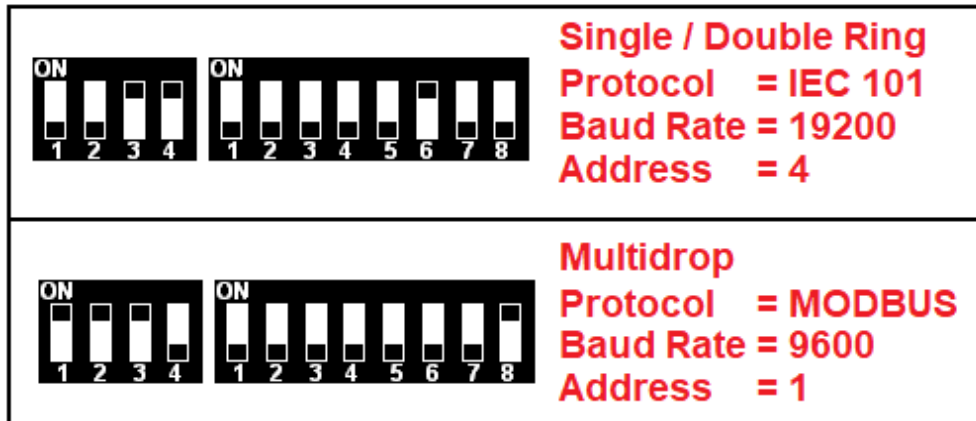 ON ON
1 2 3 4 1 2 3 4 5 6 7 8
Single / Double Ring
Protocol = IEC 101
Baud Rate = 19200
Address = 4
ON ON
1 2 3 4 1 2 3 4 5 6 7 8
Multidrop
Protocol = MODBUS
Baud Rate = 9600
Address = 1